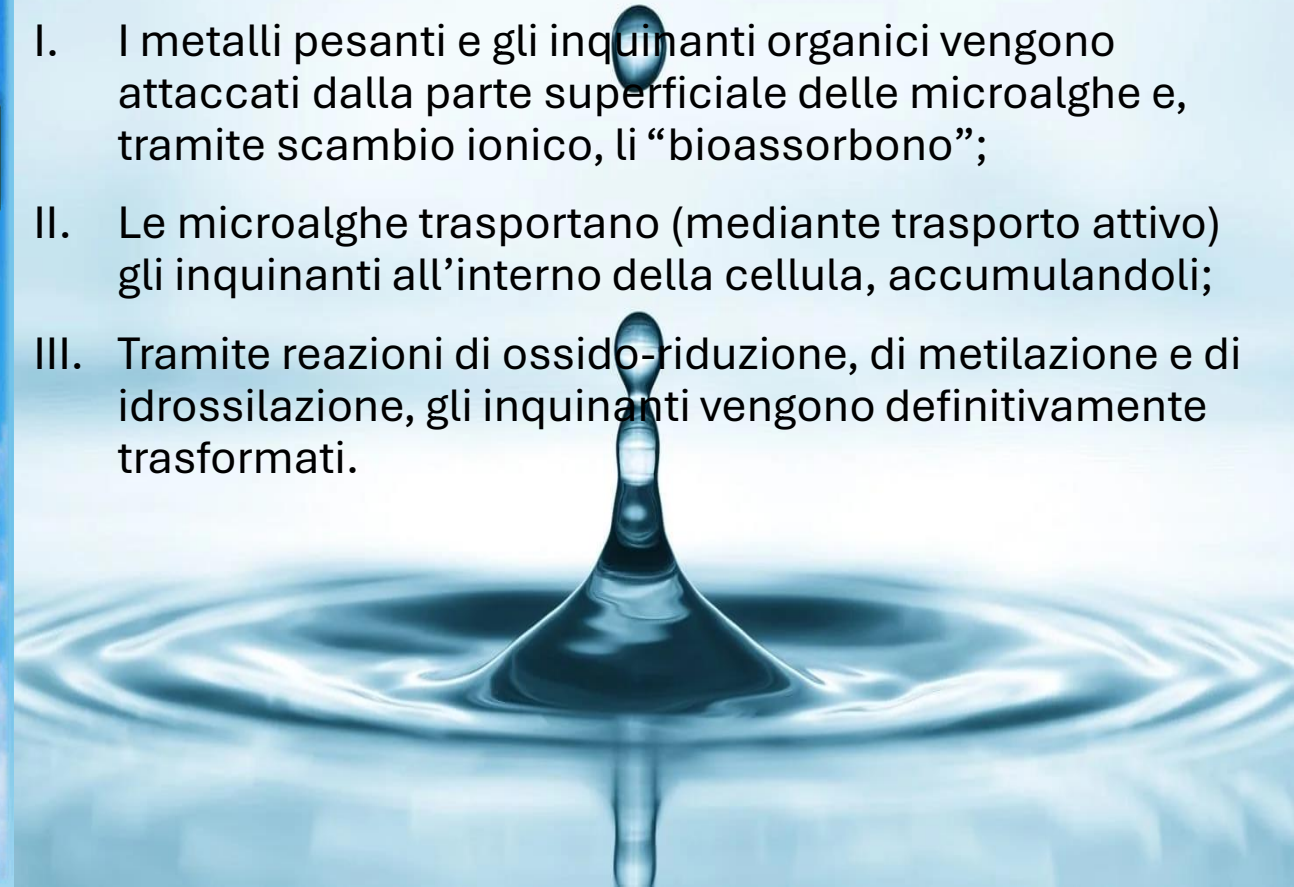 I. I metalli pesanti e gli inquinanti organici vengono
attaccati dalla parte superficiale delle microalghe e,
tramite scambio ionico, li “bioassorbono”;
II. Le microalghe trasportano (mediante trasporto attivo)
gli inquinanti all’interno della cellula, accumulandoli;
III. Tramite reazioni di ossido-riduzione, di metilazione e di
idrossilazione, gli inquinanti vengono definitivamente
trasformati.